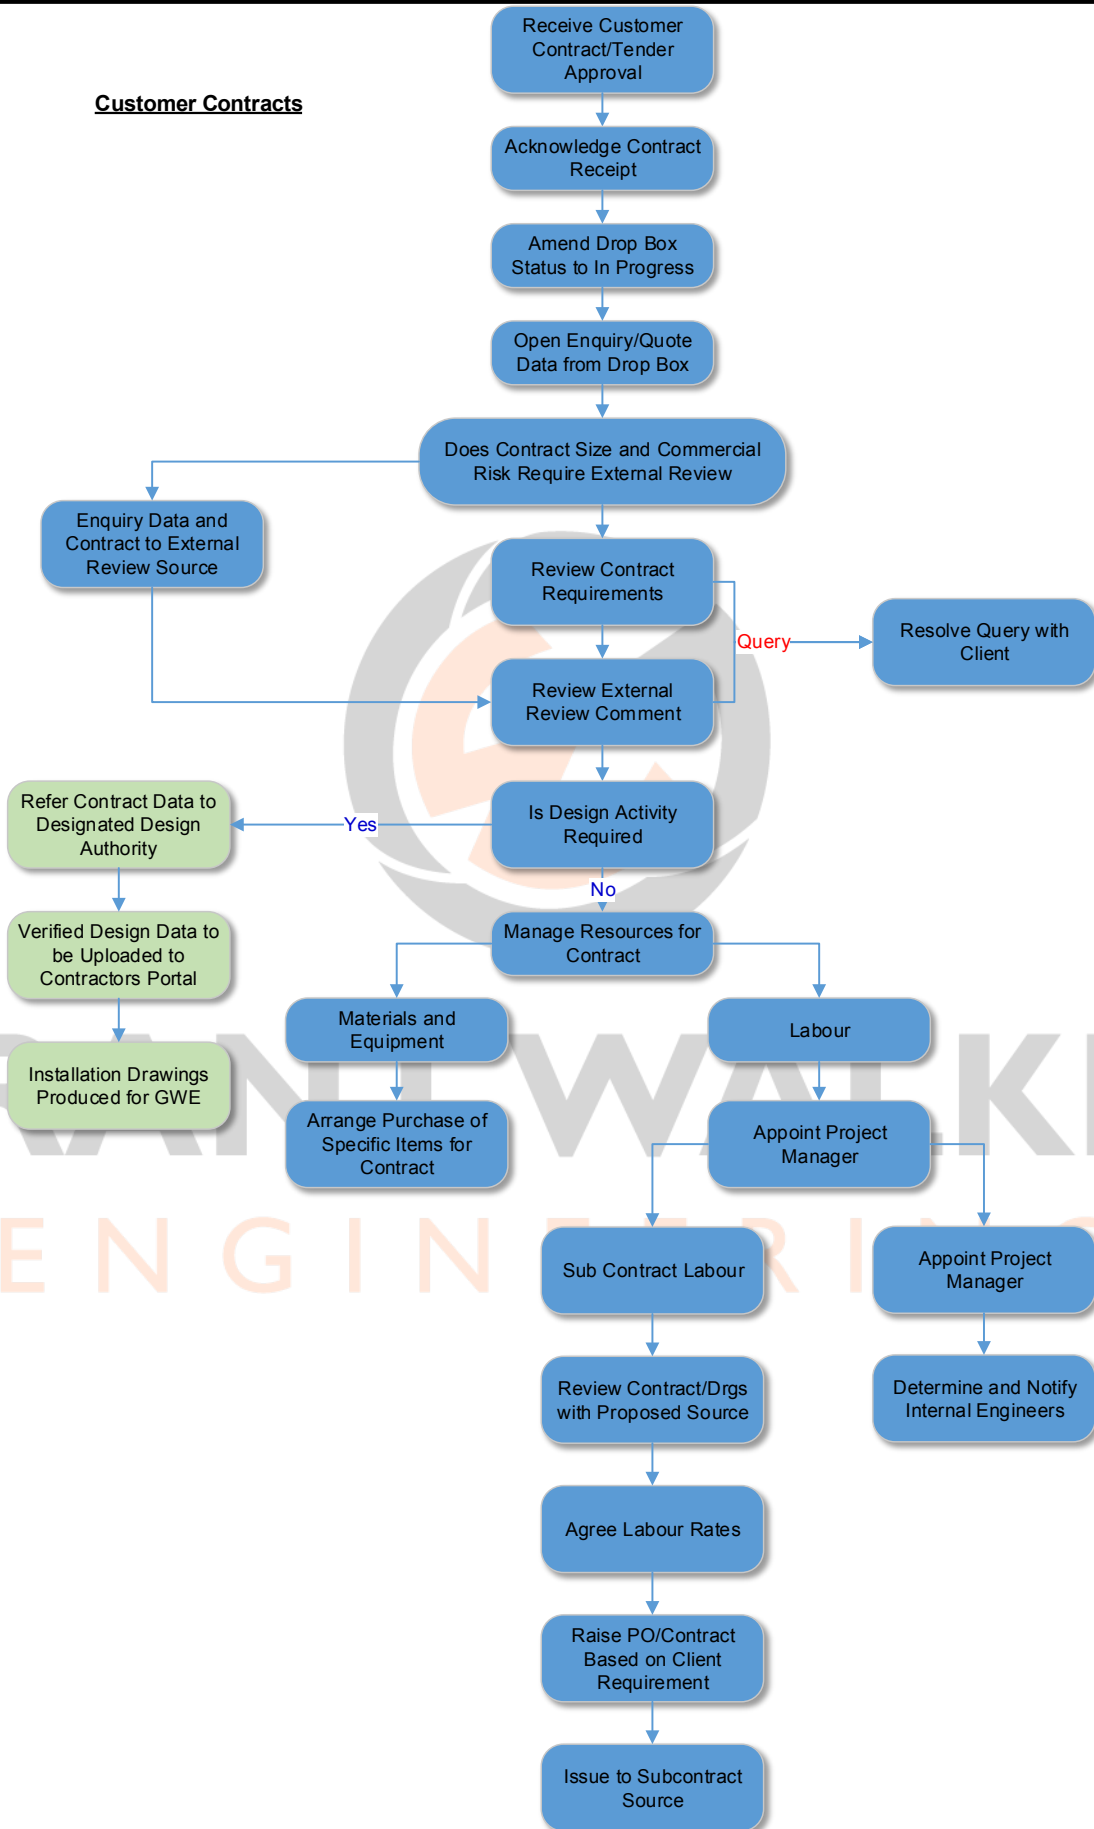 Receive Customer
Contract/Tender
Approval
Customer Contracts
Acknowledge Contract
Receipt
Amend Drop Box
Status to In Progress
Open Enquiry/Quote
Data from Drop Box
Does Contract Size and Commercial
Risk Require External Review
Enquiry Data and
Contract to External
Review Source
Review Contract
Requirements
Query
Resolve Query with
Client
Review External
Review Comment
Refer Contract Data to
Designated Design
Authority
Yes
Is Design Activity
Required
No
Verified Design Data to
be Uploaded to
Contractors Portal
Manage Resources for
Contract
Materials and
Equipment
Labour
Installation Drawings
Produced for GWE
Arrange Purchase of
Specific Items for
Contract
Appoint Project
Manager
RANT WALK
ENGINEERING
Sub Contract Labour
Appoint Project
Manager
Review Contract/Drgs
with Proposed Source
Determine and Notify
Internal Engineers
Agree Labour Rates
Raise PO/Contract
Based on Client
Requirement
Issue to Subcontract
Source